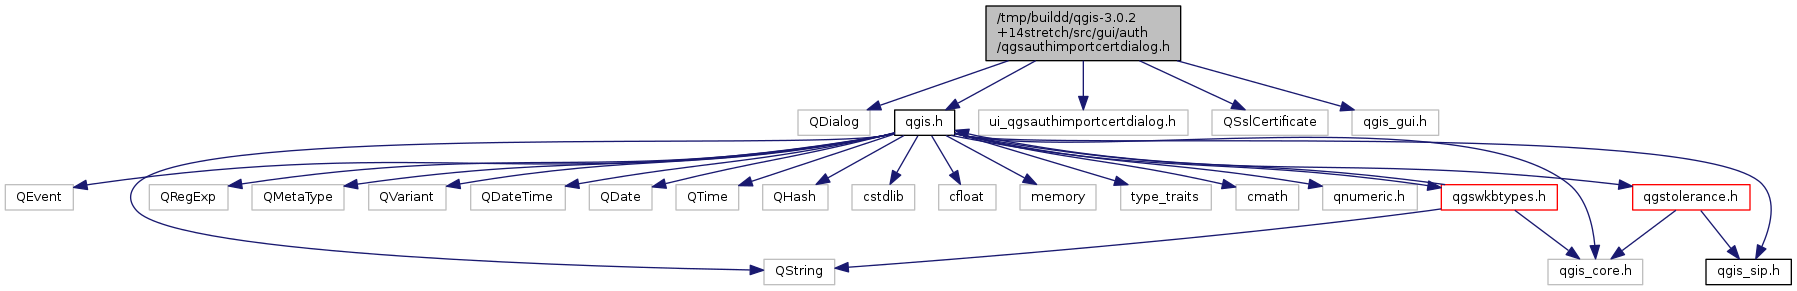 /tmp/buildd/qgis-3.0.2
+14stretch/src/gui/auth
/qgsauthimportcertdialog.h
QDialog
qgis.h
ui_qgsauthimportcertdialog.h
QSslCertificate
qgis_gui.h
QEvent
QRegExp
QMetaType
QVariant
QDateTime
QDate
QTime
QHash
cstdlib
cfloat
memory
type_traits
cmath
qnumeric.h
qgswkbtypes.h
qgstolerance.h
QString
qgis_core.h
qgis_sip.h